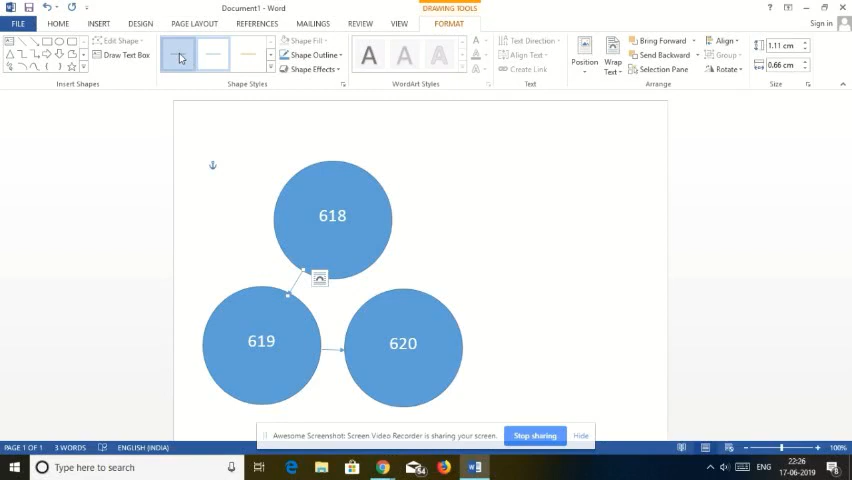 Document1 - Word
DRAWING TOOLS
Sign in
FILE
HOME
INSERT
DESIGN
PAGE LAYOUT
REFERENCES
MAILINGS
REVIEW
VIEW
FORMAT
Edit Shape
Draw Text Box
Insert Shapes
Shape Fill
Shape Outline
Shape Effects
Shape Styles
A A A
WordArt Styles
Text Direction
Align Text
Create Link
Text
Position
Wrap
Text
Bring Forward
Send Backward
Selection Pane
Align
Group
Rotate
Arrange
1.11 cm
0.66 cm
Size
618
619
620
Awesome Screenshot: Screen Video Recorder is sharing your screen.
Stop sharing
Hide
PAGE 1 OF 1
3 WORDS
ENGLISH (INDIA)
100%
Type here to search
54
ENG
22:26
17-06-2019
8